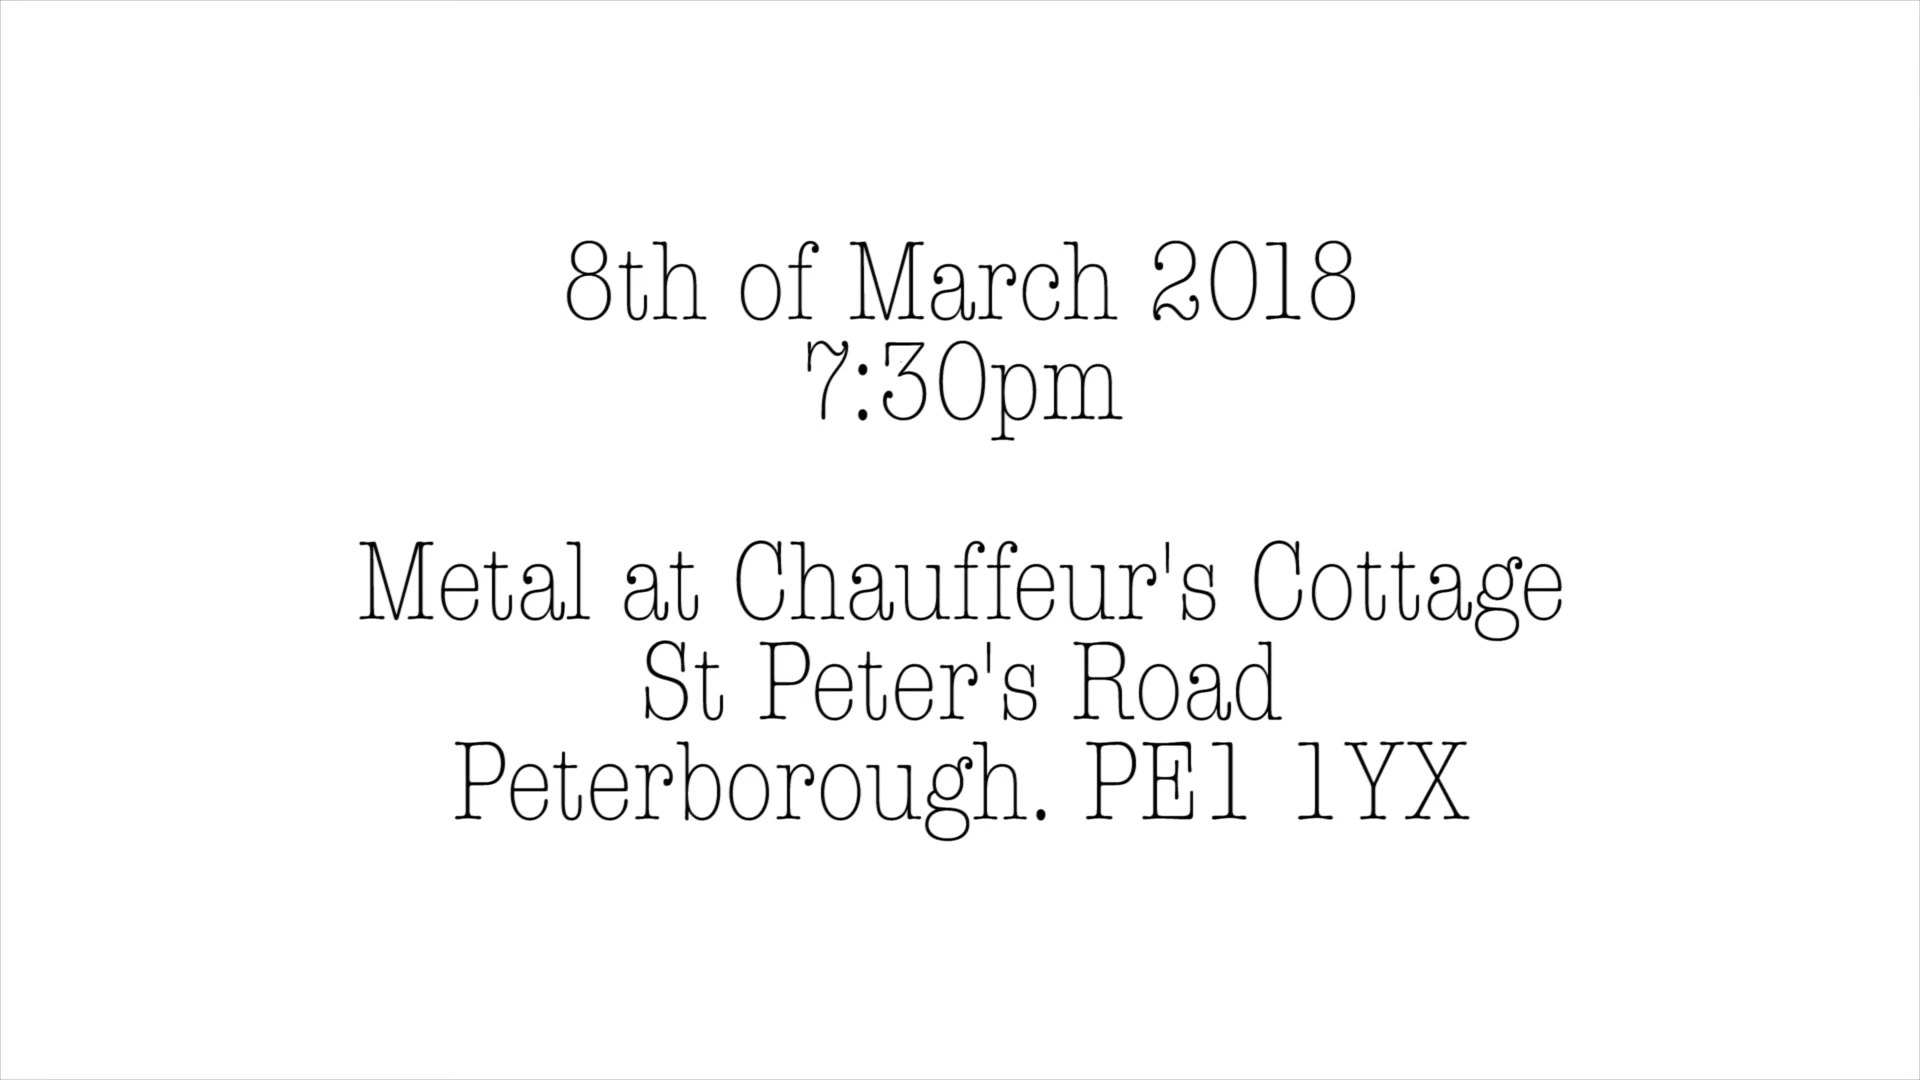 8th of March 2018
7:30pm
Metal at Chauffeur's Cottage
St Peter's Road
Peterborough. PE1 1YX